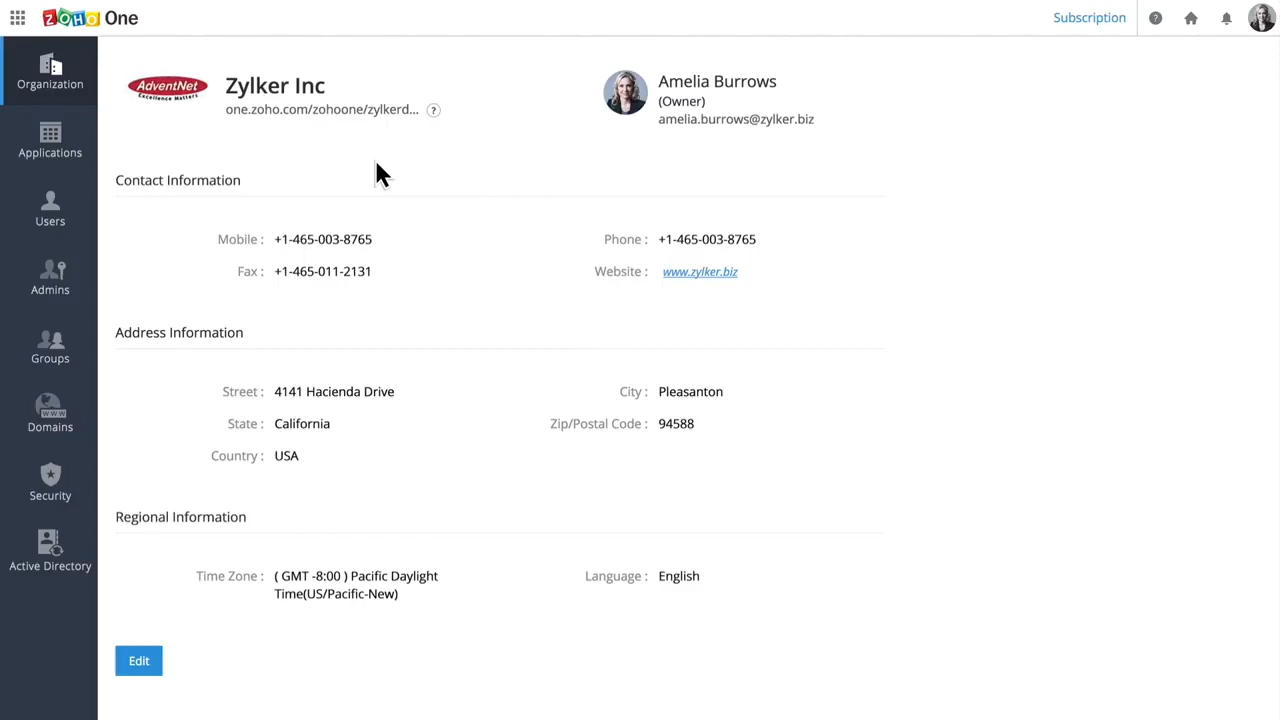 ZOHO One
Subscription
Organization
Applications
Users
Admins
Groups
WWW
Domains
Security
Active Directory
AdventNet
Excellence Matters
Zylker Inc
one.zoho.com/zohoone/zylkerd... ?
Amelia Burrows
(Owner)
amelia.burrows@zylker.biz
Contact Information
Mobile : +1-465-003-8765 Phone : +1-465-003-8765
Fax : +1-465-011-2131 Website : www.zylker.biz
Address Information
Street : 4141 Hacienda Drive City : Pleasanton
State : California Zip/Postal Code : 94588
Country : USA
Regional Information
Time Zone : ( GMT -8:00 ) Pacific Daylight Language : English
Time(US/Pacific-New)
Edit